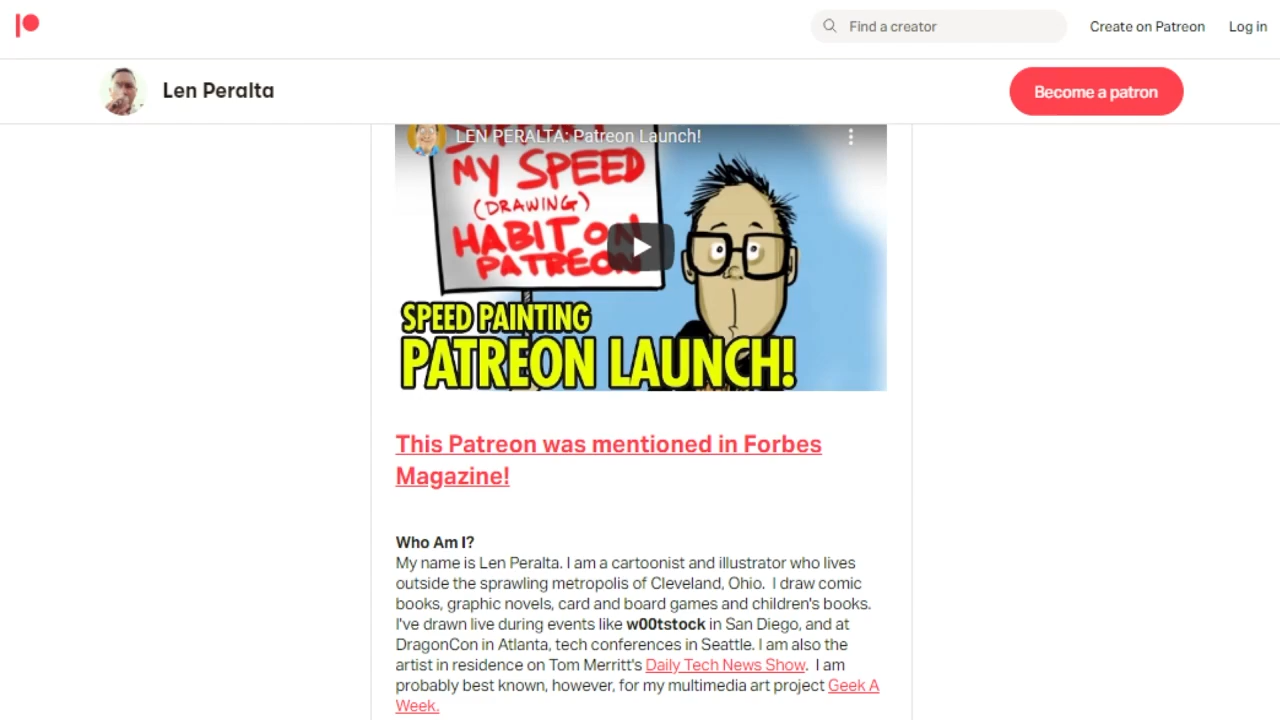 Find a creator
Create on Patreon
Log in
Len Peralta
Become a patron
LEN PERALTA: Patreon Launch!
SUPPORT
MY SPEED
(DRAWING)
HABIT ON
PATREON
SPEED PAINTING
PATREON LAUNCH!
This Patreon was mentioned in Forbes
Magazine!
Who Am I?
My name is Len Peralta. I am a cartoonist and illustrator who lives
outside the sprawling metropolis of Cleveland, Ohio.  I draw comic
books, graphic novels, card and board games and children's books.
I've drawn live during events like w00tstock in San Diego, and at
DragonCon in Atlanta, tech conferences in Seattle. I am also the
artist in residence on Tom Merritt's Daily Tech News Show.  I am
probably best known, however, for my multimedia art project Geek A
Week.